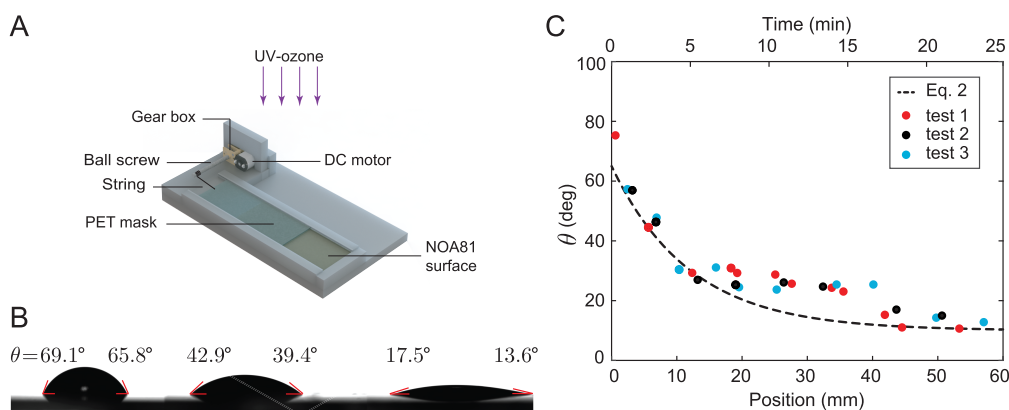 A
UV-ozone
Gear box
Ball screw
DC motor
String
PET mask
NOA81
surface
B
θ=69.1° 65.8° 42.9° 39.4° 17.5° 13.6°
C
Time (min)
0 5 10 15 20 25
100
80
60
40
20
0
θ (deg)
Eq. 2
test 1
test 2
test 3
0 10 20 30 40 50 60
Position (mm)